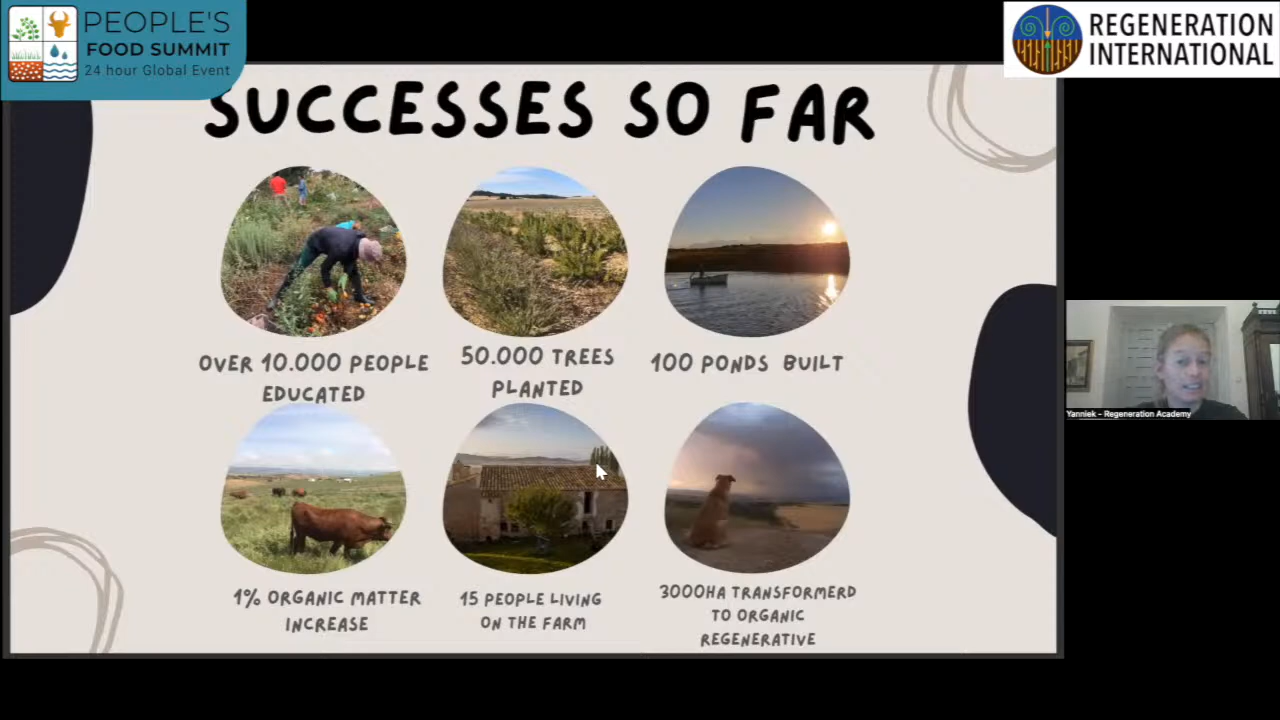 PEOPLE'S
FOOD SUMMIT
24 hour Global Event
REGENERATION
INTERNATIONAL
SUCCESSES SO FAR
OVER 10.000 PEOPLE
EDUCATED
50.000 TREES
PLANTED
100 PONDS BUILT
1% ORGANIC MATTER
INCREASE
15 PEOPLE LIVING
ON THE FARM
3000HA TRANSFORMERD
TO ORGANIC
REGENERATIVE
Yanniek – Regeneration Academy